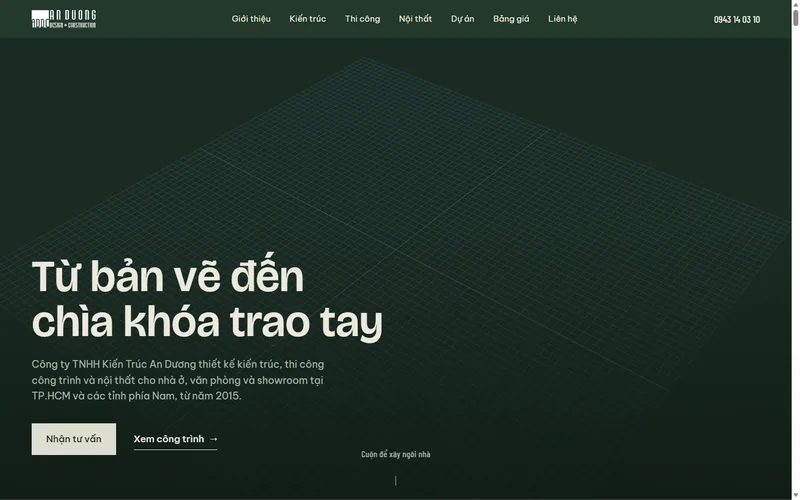 AN DUONG
DESIGN + CONSTRUCTION
Giới thiệu
Kiến trúc
Thi công
Nội thất
Dự án
Bảng giá
Liên hệ
0943 14 03 10
Từ bản vẽ đến
chìa khóa trao tay
Công ty TNHH Kiến Trúc An Dương thiết kế kiến trúc, thi công
công trình và nội thất cho nhà ở, văn phòng và showroom tại
TP.HCM và các tỉnh phía Nam, từ năm 2015.
Nhận tư vấn
Xem công trình →
Cuộn để xây ngôi nhà